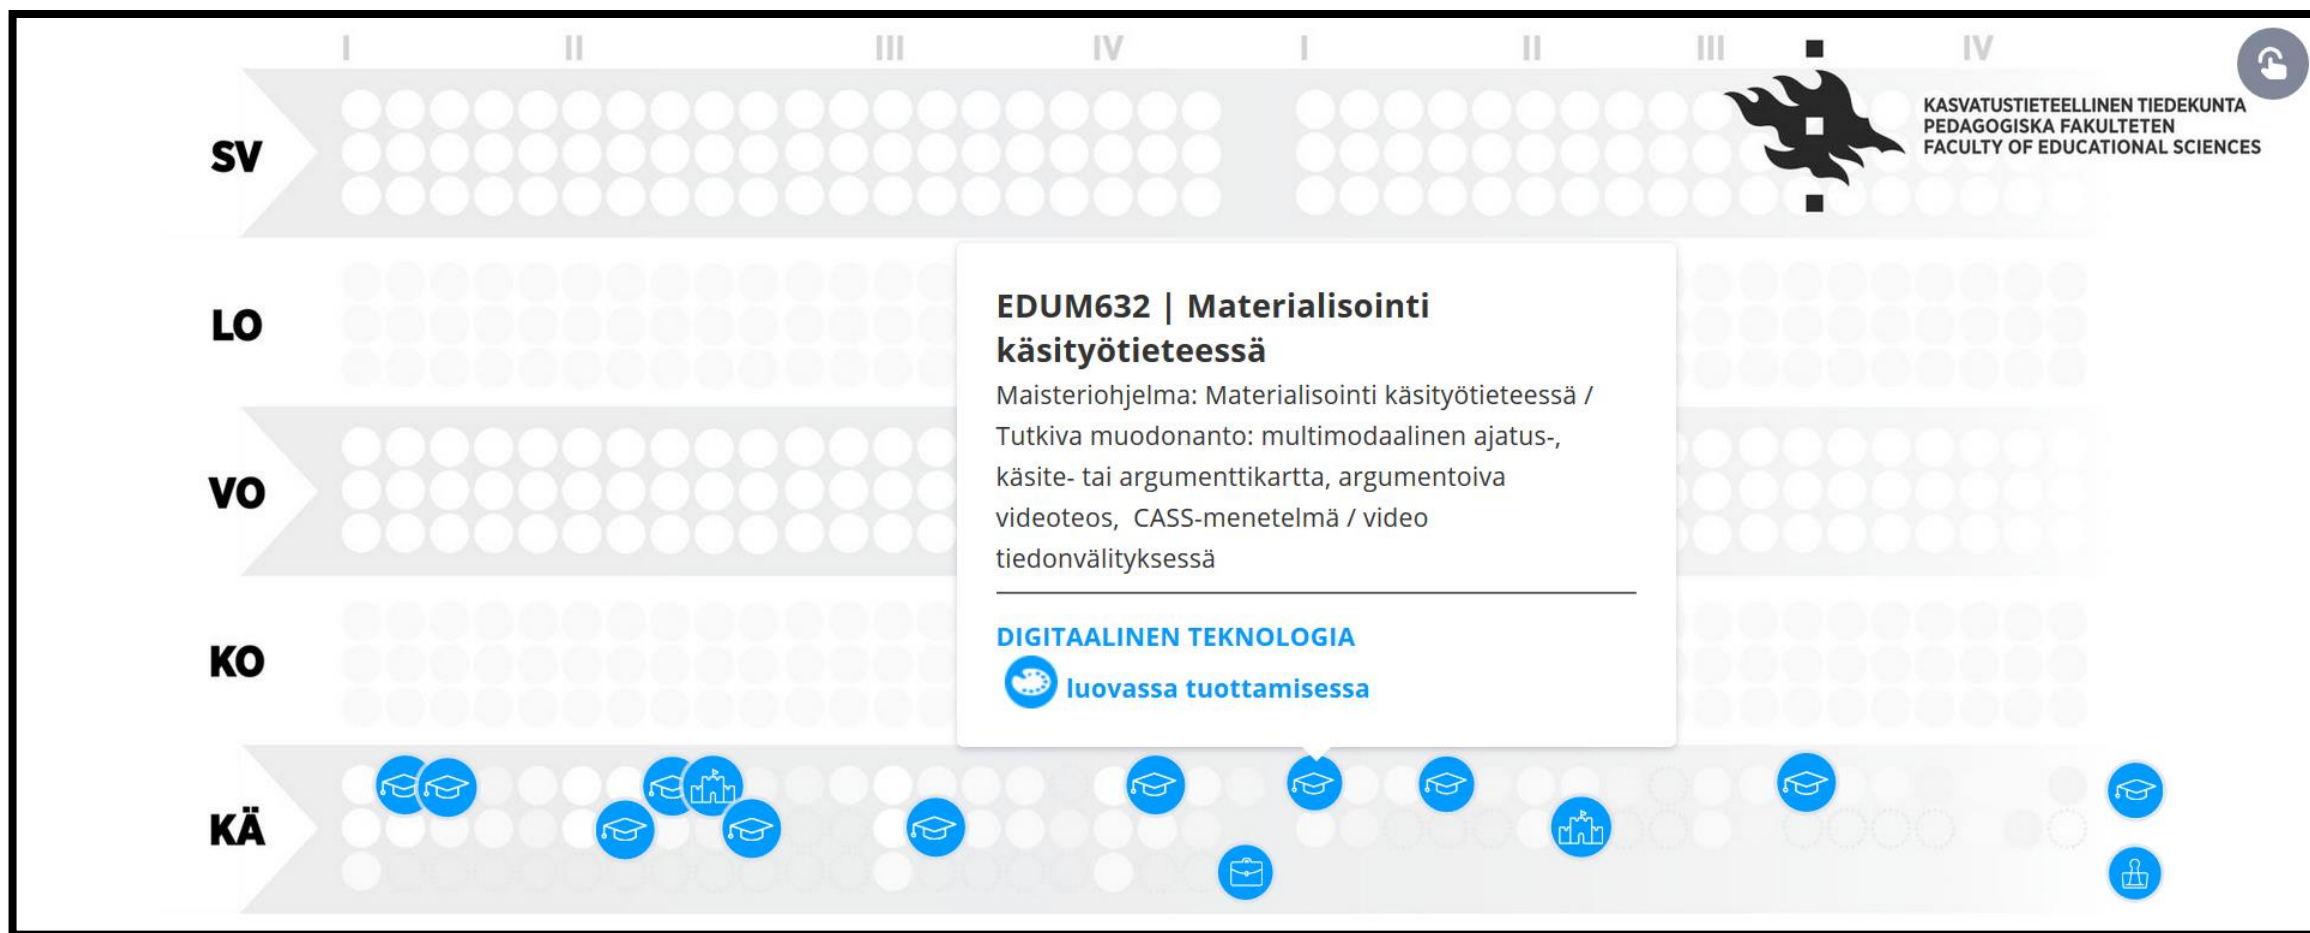 I II III IV I II III IV
KASVATUSTIETEELLINEN TIEDEKUNTA
PEDAGOGISKA FAKULTETEN
FACULTY OF EDUCATIONAL SCIENCES
SV
LO
VO
KO
KÄ
EDUM632 | Materialisointi
käsityötieteessä
Maisteriohjelma: Materialisointi käsityötieteessä /
Tutkiva muodonanto: multimodaalinen ajatus-,
käsite- tai argumenttikartta, argumentoiva
videoteos, CASS-menetelmä / video
tiedonvälityksessä
DIGITAALINEN TEKNOLOGIA
luovassa tuottamisessa